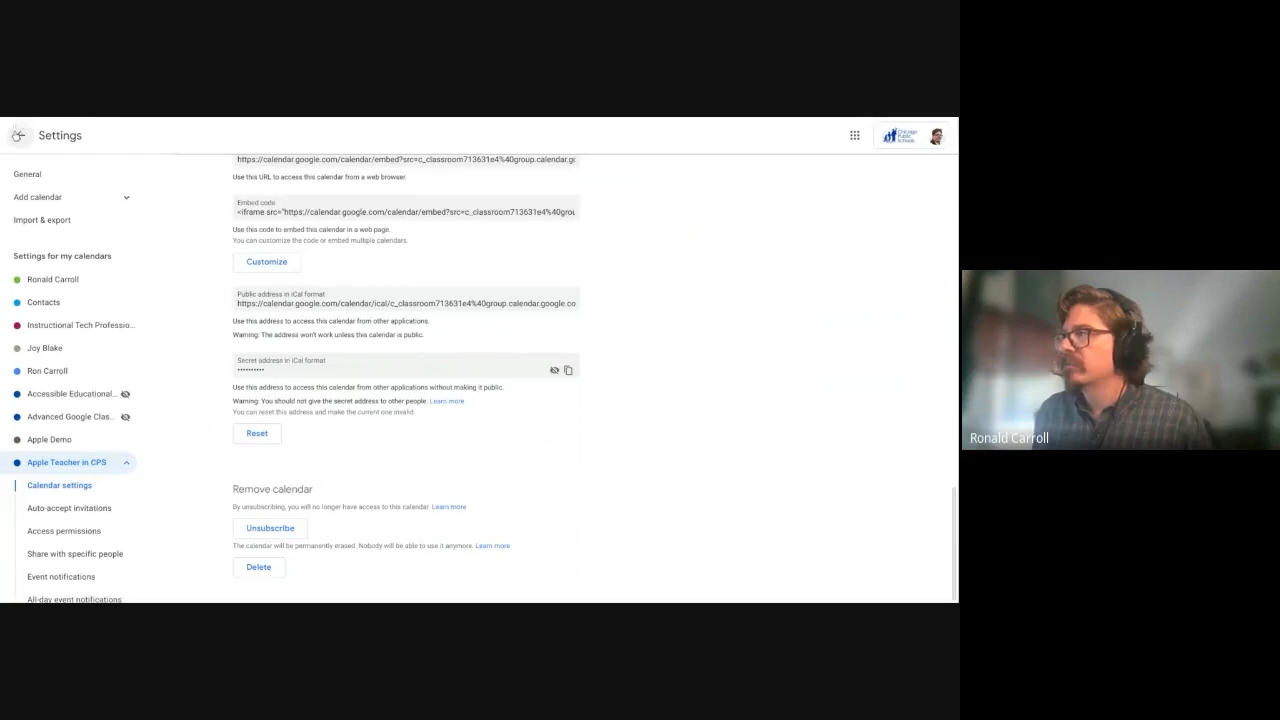 Settings
Chicago Public Schools
General
Add calendar
Import & export
Settings for my calendars
Ronald Carroll
Contacts
Instructional Tech Professio...
Joy Blake
Ron Carroll
Accessible Educational...
Advanced Google Clas...
Apple Demo
Apple Teacher in CPS
Calendar settings
Auto-accept invitations
Access permissions
Share with specific people
Event notifications
All-day event notifications
https://calendar.google.com/calendar/embed?src=c_classroom713631e4%40group.calendar.go
Use this URL to access this calendar from a web browser.
Embed code
<iframe src="https://calendar.google.com/calendar/embed?src=c_classroom713631e4%40grou
Use this code to embed this calendar in a web page.
You can customize the code or embed multiple calendars.
Customize
Public address in iCal format
https://calendar.google.com/calendar/ical/c_classroom713631e4%40group.calendar.google.co
Use this address to access this calendar from other applications.
Warning: The address won't work unless this calendar is public.
Secret address in iCal format
••••••••••
Use this address to access this calendar from other applications without making it public.
Warning: You should not give the secret address to other people. Learn more
You can reset this address and make the current one invalid.
Reset
Remove calendar
By unsubscribing, you will no longer have access to this calendar. Learn more
Unsubscribe
The calendar will be permanently erased. Nobody will be able to use it anymore. Learn more
Delete
Ronald Carroll